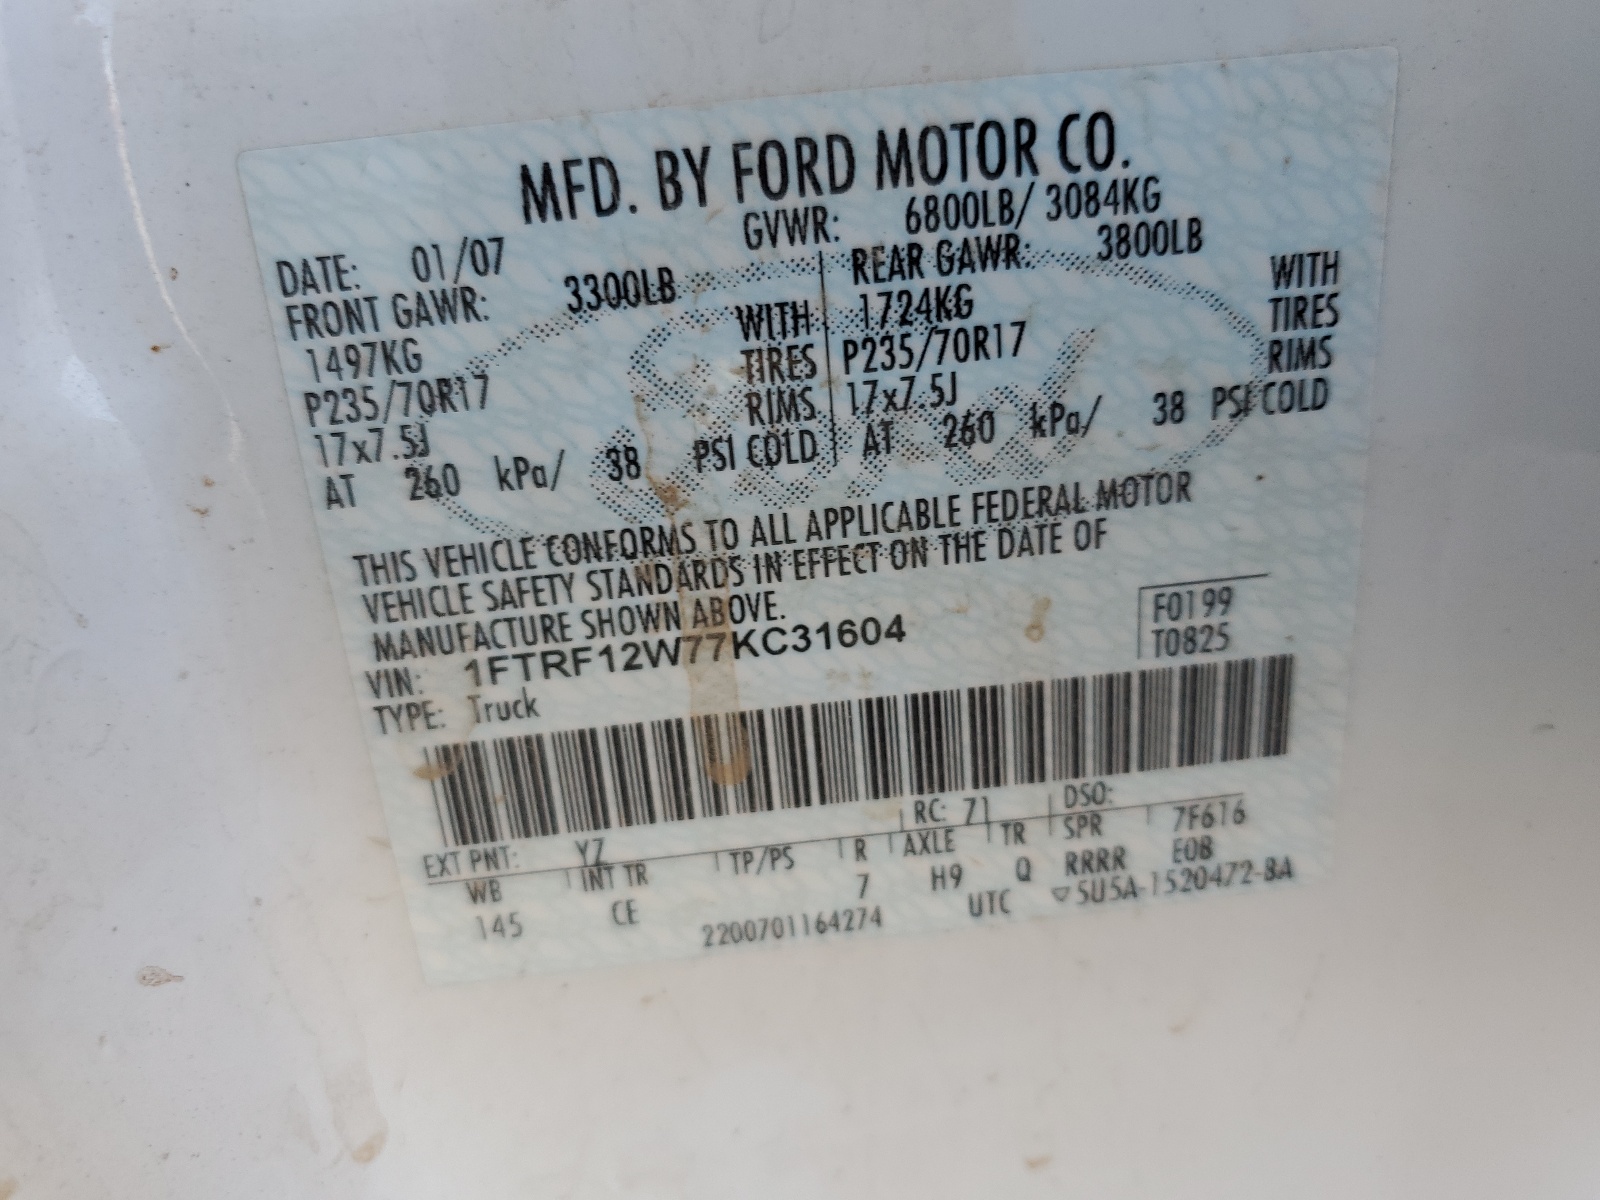 MFD. BY FORD MOTOR CO.
DATE: 01/07 GVWR: 6800LB/ 3084KG
FRONT GAWR: 3300LB REAR GAWR: 3800LB
1497KG WITH 1724KG WITH
P235/70R17 TIRES P235/70R17 TIRES
17x7.5J RIMS 17x7.5J RIMS
AT 260 kPa/ 38 PSI COLD AT 260 kPa/ 38 PSI COLD
THIS VEHICLE CONFORMS TO ALL APPLICABLE FEDERAL MOTOR
VEHICLE SAFETY STANDARDS IN EFFECT ON THE DATE OF
MANUFACTURE SHOWN ABOVE.
VIN: 1FTRF12W77KC31604 F0199
TYPE: Truck T0825
EXT PNT: YZ RC: 71 DSO:
WB INT TR TP/PS R AXLE TR SPR 7F616
145 CE 7 H9 Q RRRR EOB
2200701164274 UTC ▽5U5A-1520472-BA